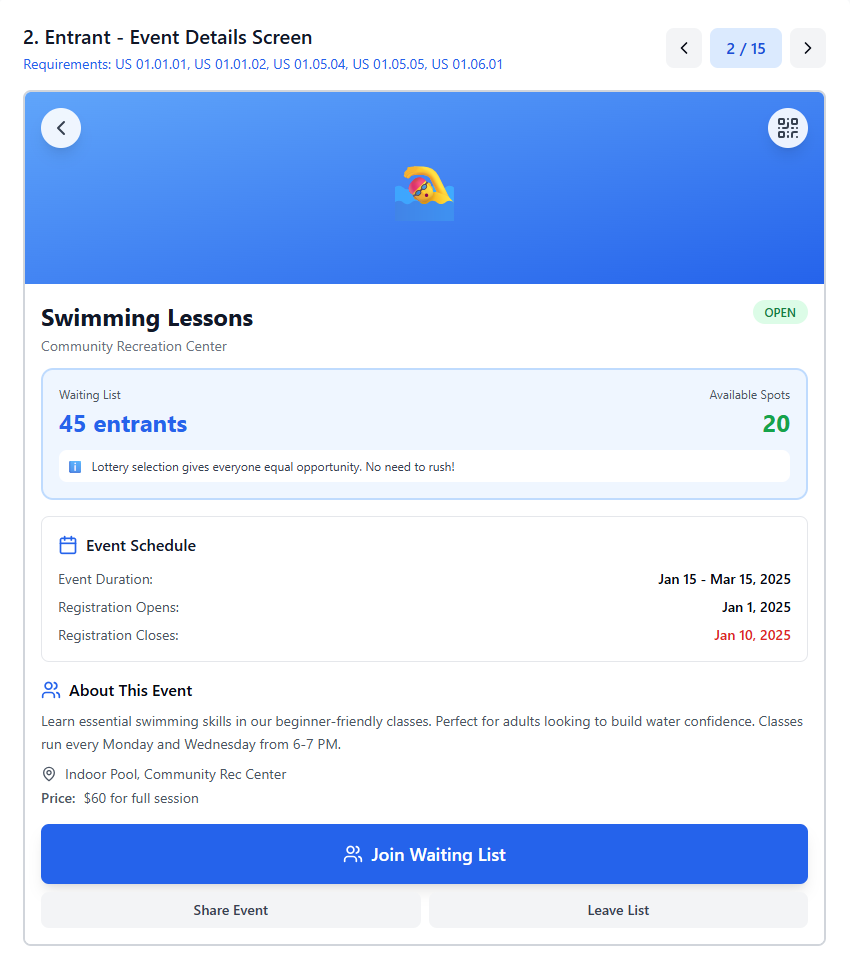 2. Entrant - Event Details Screen
Requirements: US 01.01.01, US 01.01.02, US 01.05.04, US 01.05.05, US 01.06.01
2 / 15
Swimming Lessons
OPEN
Community Recreation Center
Waiting List
Available Spots
45 entrants
20
Lottery selection gives everyone equal opportunity. No need to rush!
Event Schedule
Event Duration:
Jan 15 - Mar 15, 2025
Registration Opens:
Jan 1, 2025
Registration Closes:
Jan 10, 2025
About This Event
Learn essential swimming skills in our beginner-friendly classes. Perfect for adults looking to build water confidence. Classes
run every Monday and Wednesday from 6-7 PM.
Indoor Pool, Community Rec Center
Price: $60 for full session
Join Waiting List
Share Event
Leave List